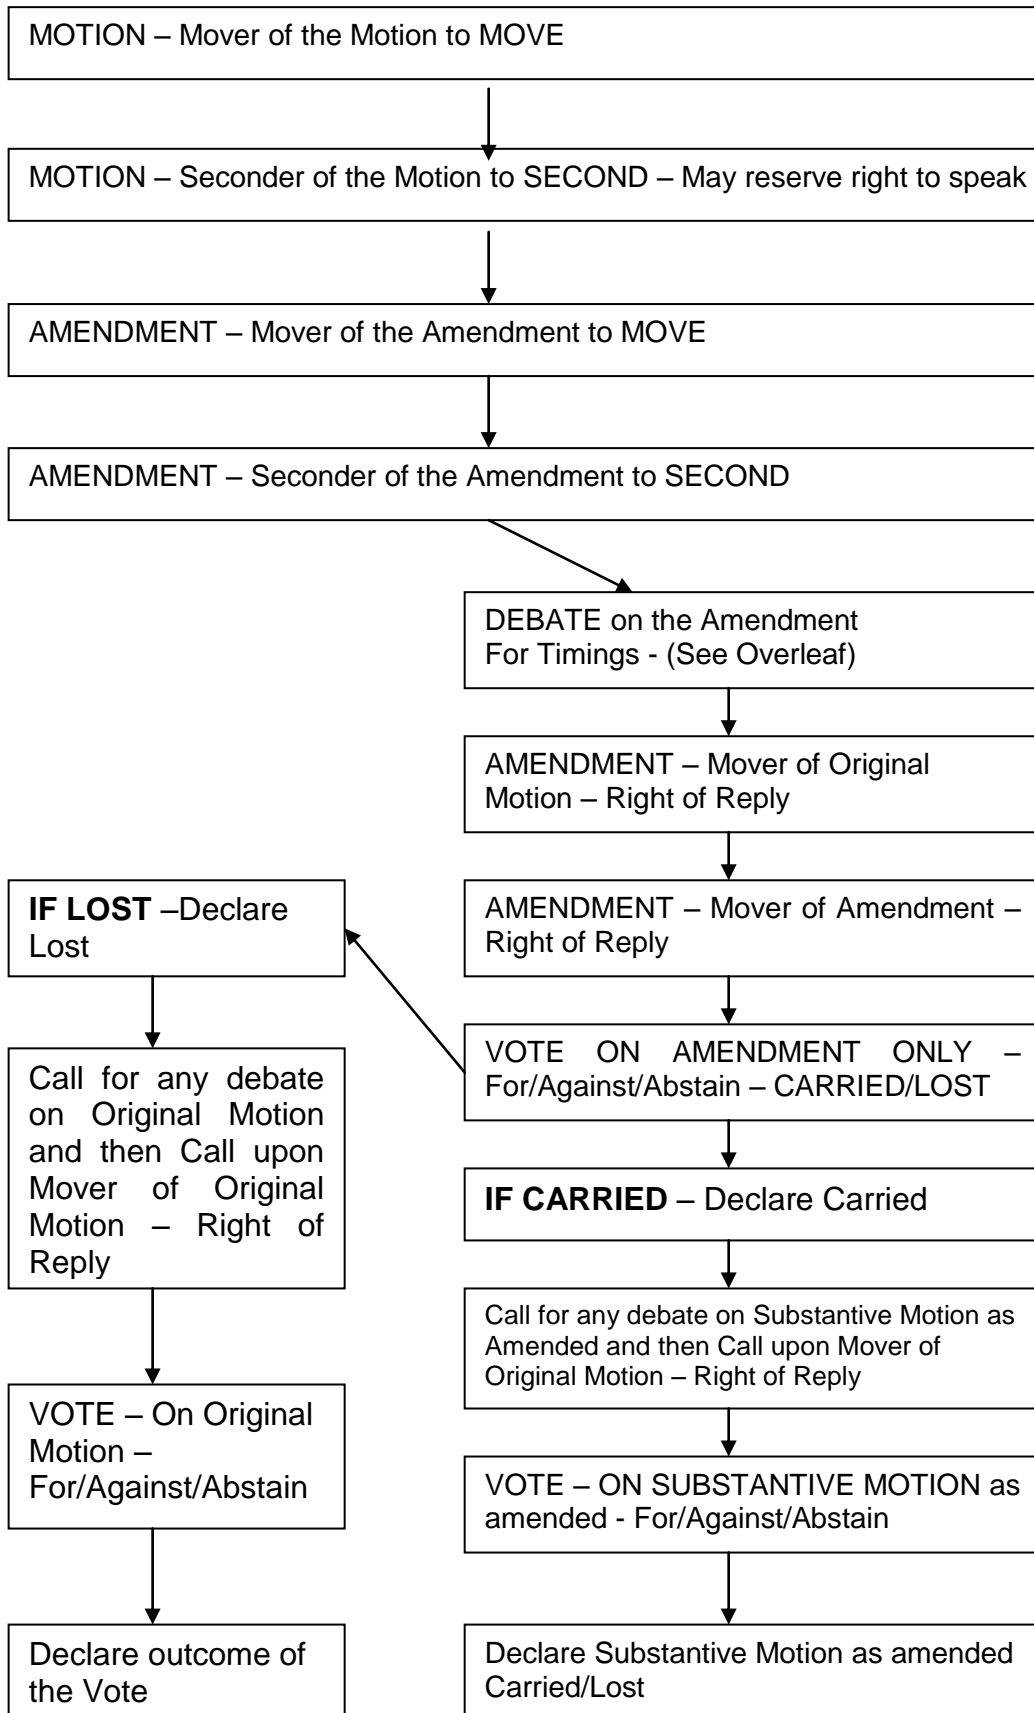 MOTION – Mover of the Motion to MOVE
MOTION – Seconder of the Motion to SECOND – May reserve right to speak
AMENDMENT – Mover of the Amendment to MOVE
AMENDMENT – Seconder of the Amendment to SECOND
DEBATE on the Amendment
For Timings - (See Overleaf)
AMENDMENT – Mover of Original
Motion – Right of Reply
AMENDMENT – Mover of Amendment –
Right of Reply
VOTE ON AMENDMENT ONLY –
For/Against/Abstain – CARRIED/LOST
IF LOST –Declare
Lost
Call for any debate
on Original Motion
and then Call upon
Mover of Original
Motion – Right of
Reply
VOTE – On Original
Motion –
For/Against/Abstain
Declare outcome of
the Vote
IF CARRIED – Declare Carried
Call for any debate on Substantive Motion as
Amended and then Call upon Mover of
Original Motion – Right of Reply
VOTE – ON SUBSTANTIVE MOTION as
amended - For/Against/Abstain
Declare Substantive Motion as amended
Carried/Lost